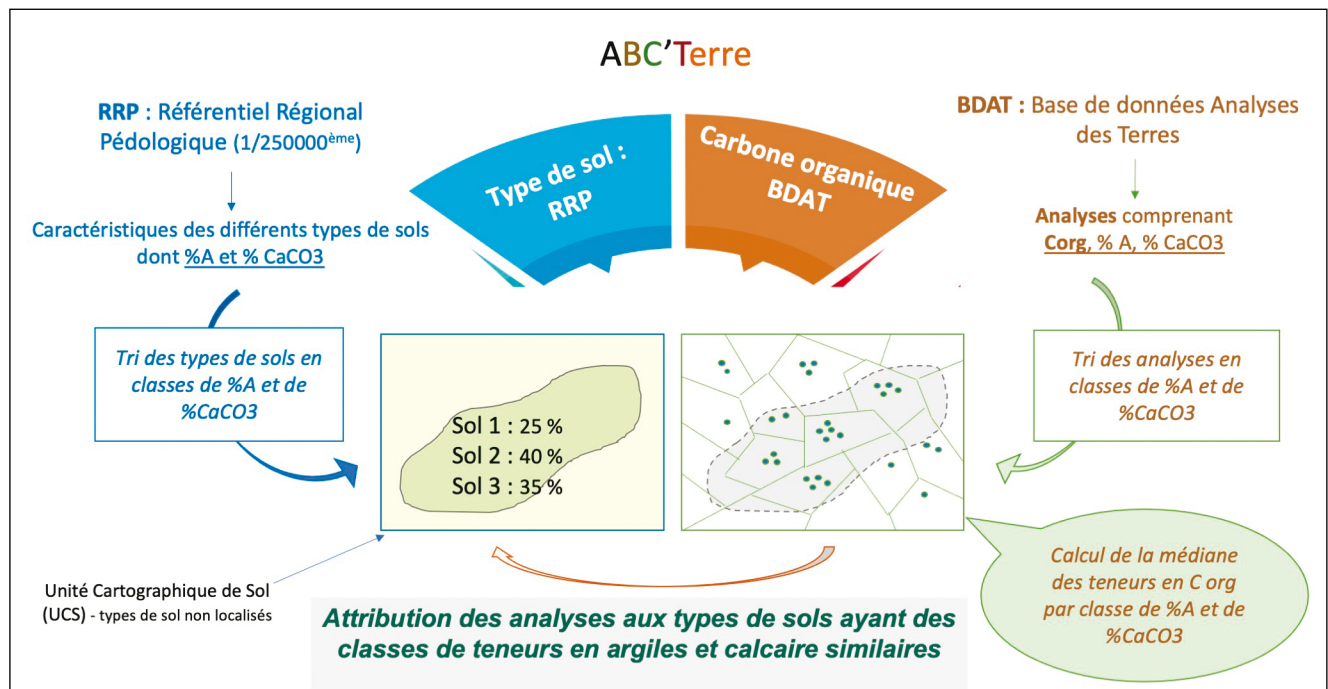 ABC’Terre
RRP : Référentiel Régional
Pédologique (1/250000ème)
Caractéristiques des différents types de sols
dont %A et % CaCO3
Tri des types de sols en
classes de %A et de
%CaCO3
Type de sol :
RRP
Carbone organique
BDAT
BDAT : Base de données Analyses
des Terres
Analyses comprenant
Corg, % A, % CaCO3
Tri des analyses en
classes de %A et de
%CaCO3
Sol 1 : 25 %
Sol 2 : 40 %
Sol 3 : 35 %
Unité Cartographique de Sol
(UCS) - types de sol non localisés
Attribution des analyses aux types de sols ayant des
classes de teneurs en argiles et calcaire similaires
Calcul de la médiane
des teneurs en C org
par classe de %A et de
%CaCO3